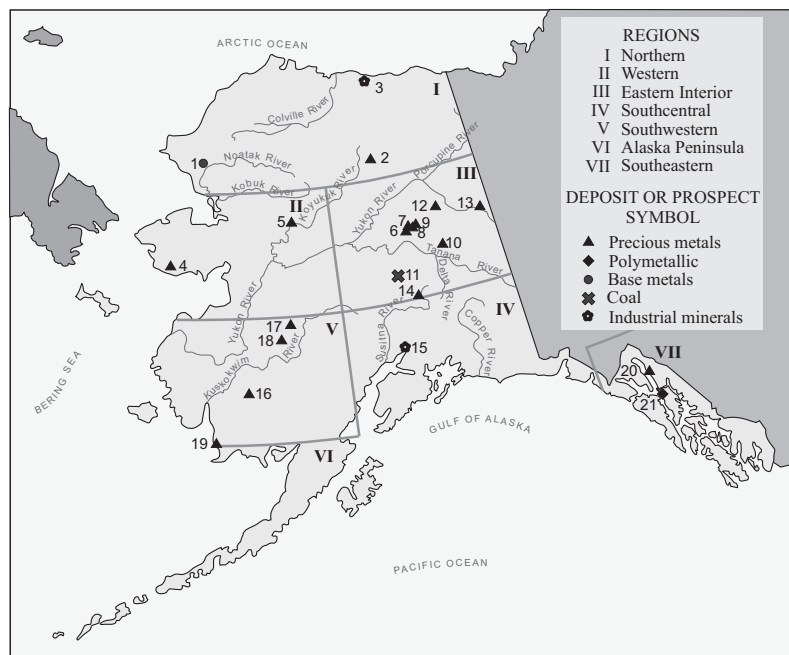 ARCTIC OCEAN
REGIONS
I Northern
II Western
III Eastern Interior
IV Southcentral
V Southwestern
VI Alaska Peninsula
VII Southeastern
DEPOSIT OR PROSPECT
SYMBOL
Precious metals
Polymetallic
Base metals
Coal
Industrial minerals
3
I
Colville River
1
Noatak River
2
Porcupine River
Kobuk River
Koyukuk River
III
II
Yukon River
12
13
5
7
9
6
8
10
4
Tanana River
11
Delta River
14
IV
Yukon River
17
V
18
Susitna River
Copper River
15
Kuskokwim River
VII
20
16
21
BERING SEA
GULF OF ALASKA
19
VI
PACIFIC OCEAN